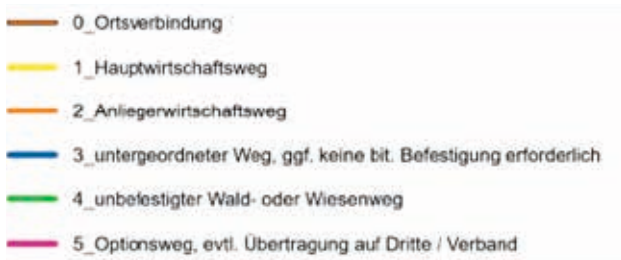 0_Ortsverbindung
1_Hauptwirtschaftsweg
2_Anliegerwirtschaftsweg
3_untergeordneter Weg, ggf. keine bit. Befestigung erforderlich
4_unbefestigter Wald- oder Wiesenweg
5_Optionsweg, evtl. Übertragung auf Dritte / Verband